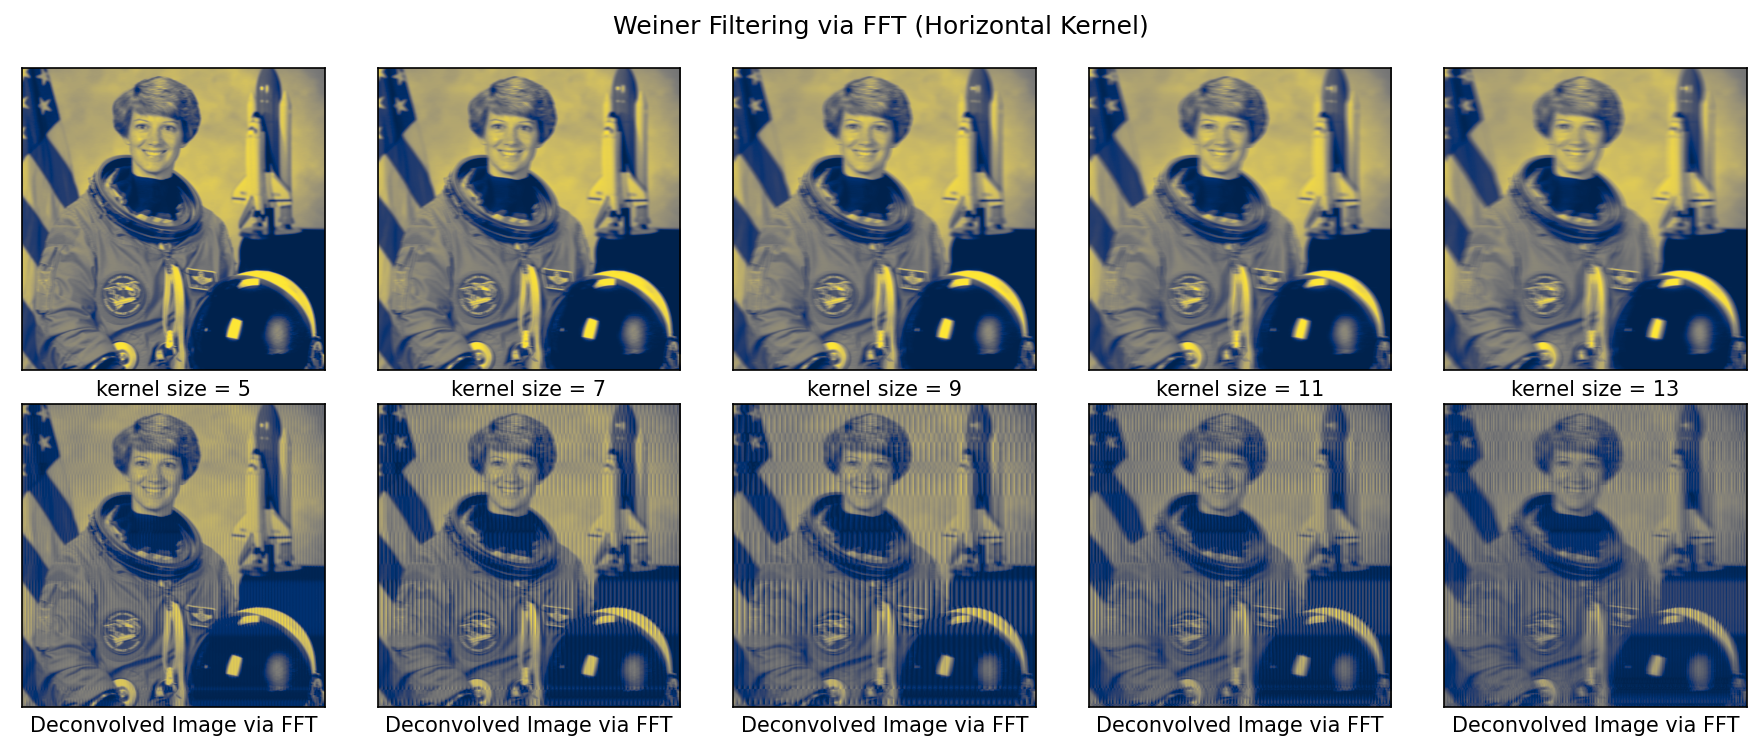 Weiner Filtering via FFT (Horizontal Kernel)
kernel size = 5
kernel size = 7
kernel size = 9
kernel size = 11
kernel size = 13
Deconvolved Image via FFT
Deconvolved Image via FFT
Deconvolved Image via FFT
Deconvolved Image via FFT
Deconvolved Image via FFT